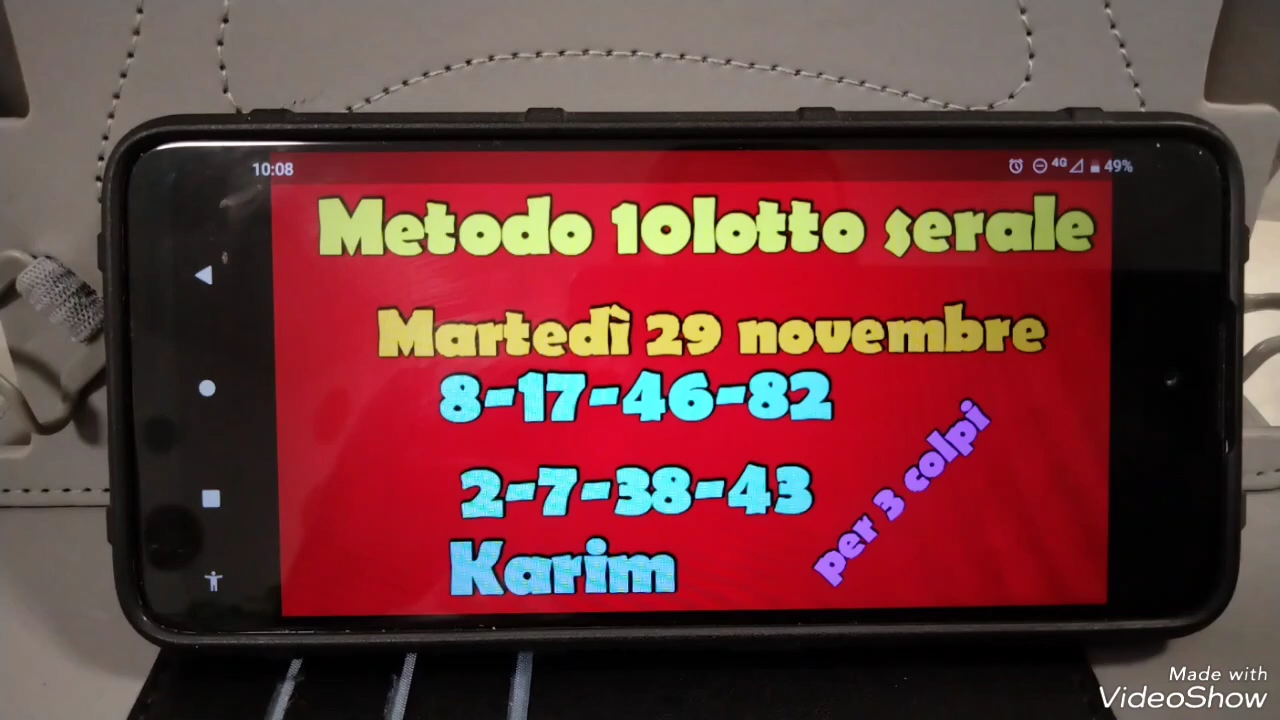 10:08
4G 49%
Metodo 10lotto serale
Martedì 29 novembre
8-17-46-82
2-7-38-43
per 3 colpi
Karim
Made with
VideoShow